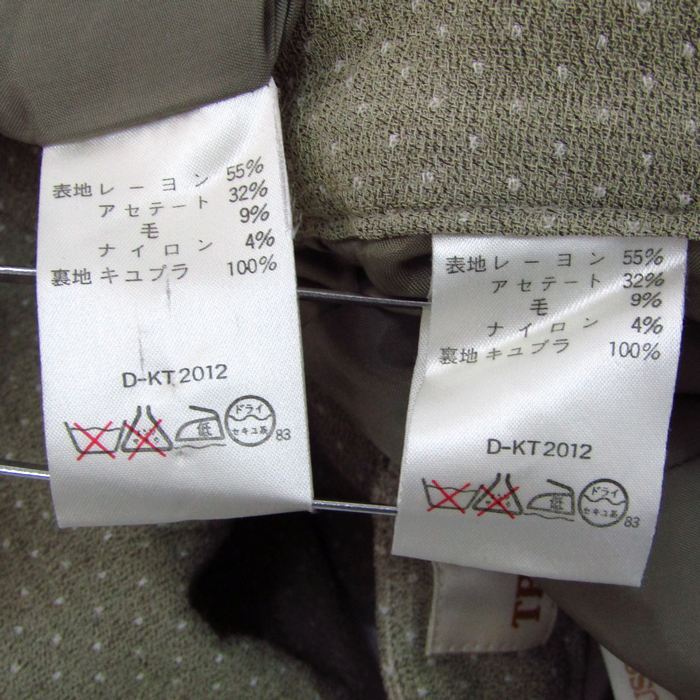 表地レーヨン 55%
アセテート 32%
毛 9%
ナイロン 4%
裏地 キュプラ 100%
D-KT2012
低
ドライ
セキユ系
83
表地レーヨン 55%
アセテート 32%
毛 9%
ナイロン 4%
裏地キュプラ 100%
D-KT2012
低
ドライ
セキユ系
83